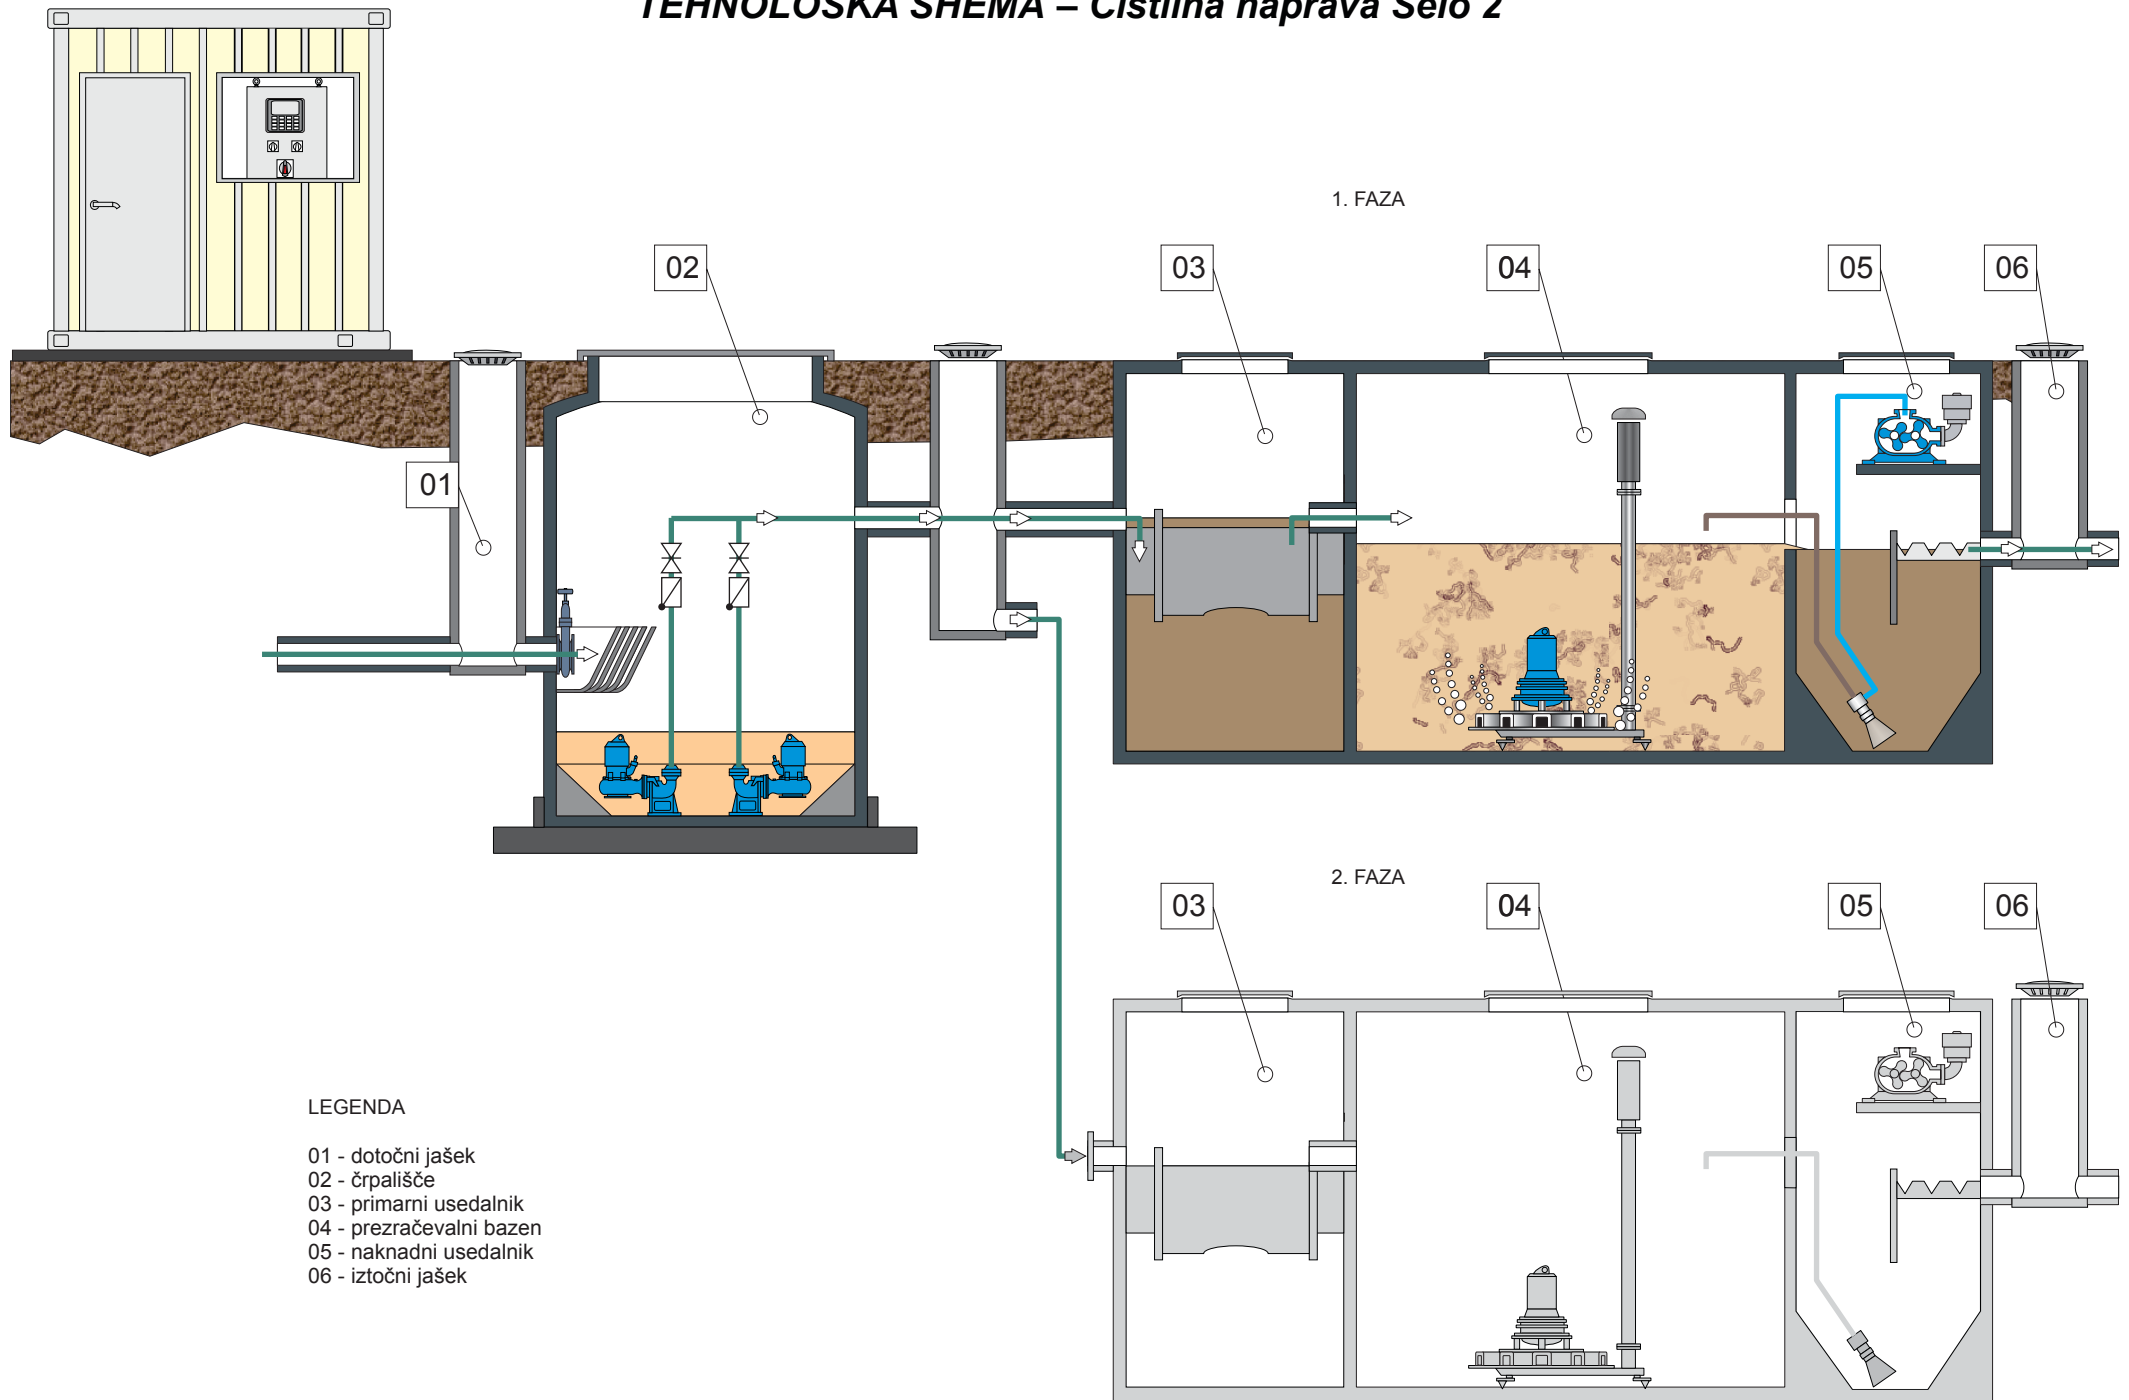 TEHNOLOŠKA SHEMA – Čistilna naprava Selo 2
1. FAZA
02
03
04
05
06
01
2. FAZA
03
04
05
06
LEGENDA
01 - dotočni jašek
02 - črpališče
03 - primarni usedalnik
04 - prezračevalni bazen
05 - naknadni usedalnik
06 - iztočni jašek